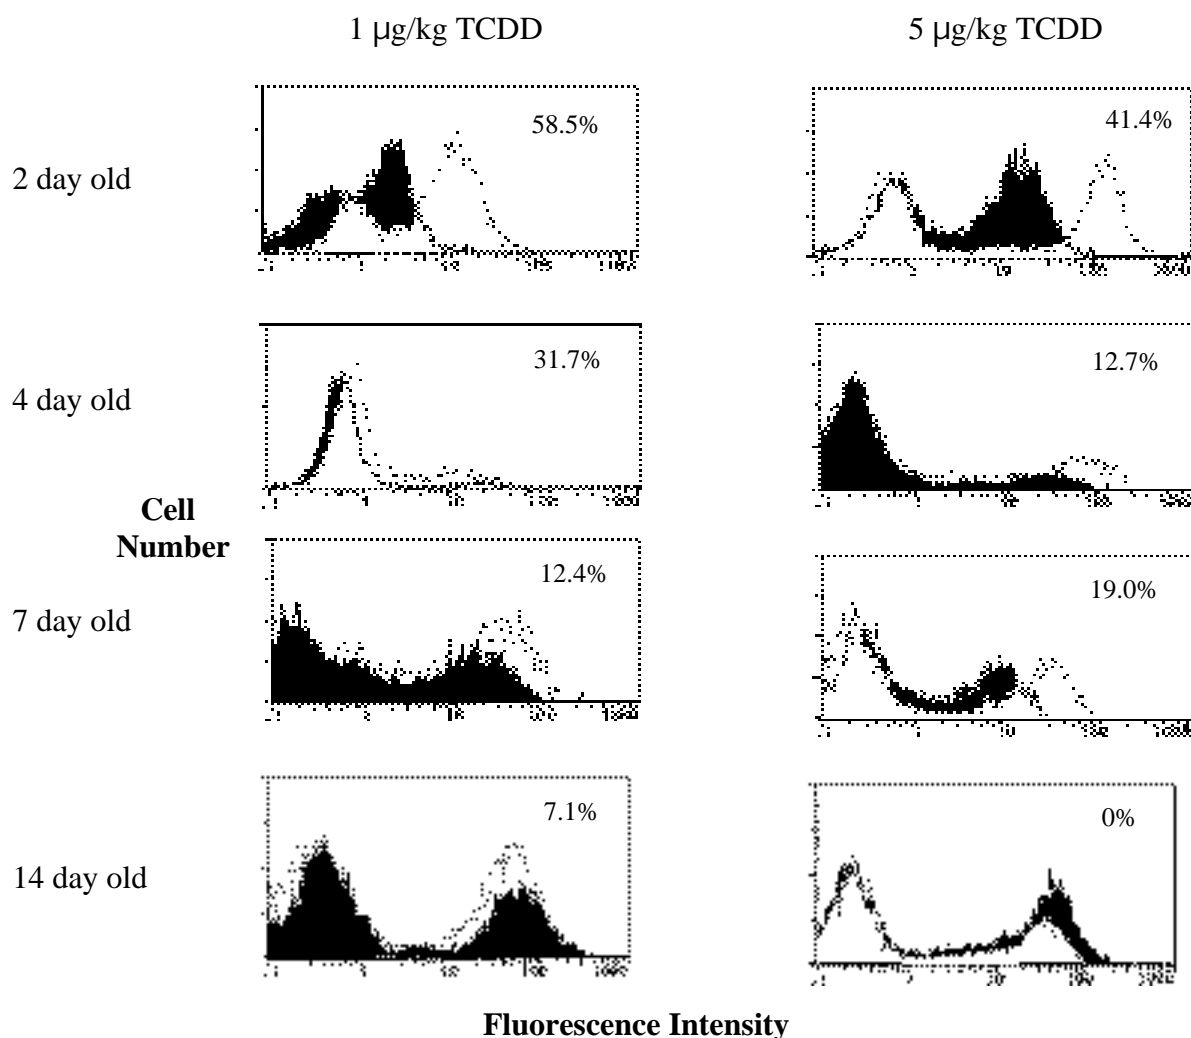 1 µg/kg TCDD
5 µg/kg TCDD
58.5%
41.4%
2 day old
31.7%
12.7%
4 day old
Cell
Number
12.4%
19.0%
7 day old
7.1%
0%
14 day old
Fluorescence Intensity